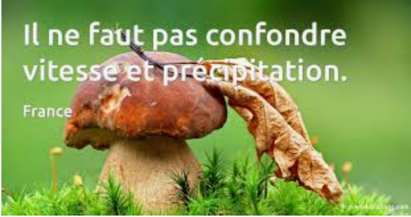 Il ne faut pas confondre
vitesse et précipitation.
France